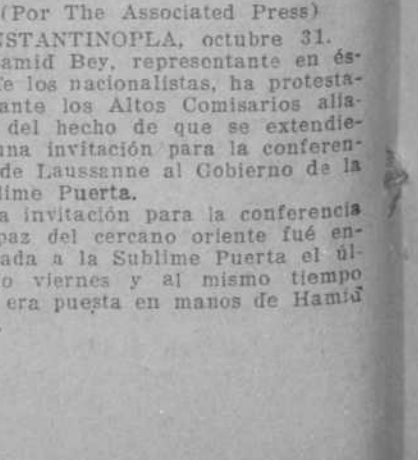 (Por The Associated Press)
NSTANTINOPLA, octubre 31.
amid Bey, representante en és-
e los nacionalistas, ha protesta-
ante los Altos Comisarios alia-
del hecho de que se extendie-
una invitación para la conferen-
de Laussanne al Gobierno de la
lime Puerta.
a invitación para la conferencia
paz del cercano oriente fué en-
ada a la Sublime Puerta el úl-
o viernes y al mismo tiempo
era puesta en manos de Hamid